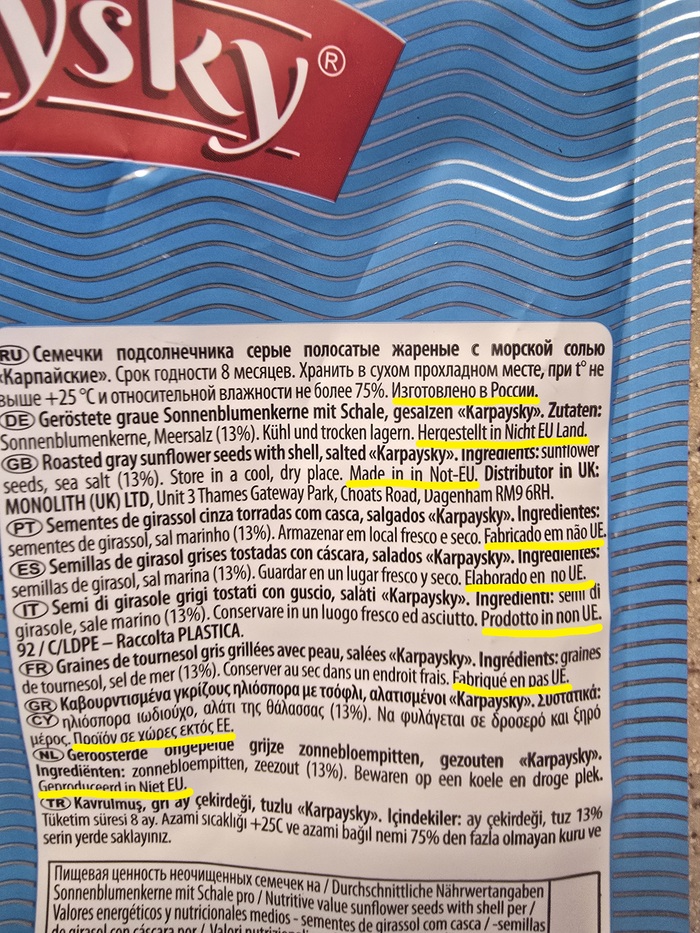 ysky®
RU Семечки подсолнечника серые полосатые жареные с морской солью
«Карпайские». Срок годности 8 месяцев. Хранить в сухом прохладном месте, при t° не
выше +25 °С и относительной влажности не более 75%. Изготовлено в России.
DE Geröstete graue Sonnenblumenkerne mit Schale, gesalzen «Karpaysky». Zutaten:
Sonnenblumenkerne, Meersalz (13%). Kühl und trocken lagern. Hergestellt in Nicht EU Land.
GB Roasted gray sunflower seeds with shell, salted «Karpaysky». Ingredients: sunflower
seeds, sea salt (13%). Store in a cool, dry place. Made in in Not-EU. Distributor in UK:
MONOLITH (UK) LTD, Unit 3 Thames Gateway Park, Choats Road, Dagenham RM9 6RH.
PT Sementes de girassol cinza torradas com casca, salgados «Karpaysky». Ingredientes:
sementes de girassol, sal marinho (13%). Armazenar em local fresco e seco. Fabricado em não UE.
ES Semillas de girasol grises tostadas con cáscara, salados «Karpaysky». Ingredientes:
semillas de girasol, sal marina (13%). Guardar en un lugar fresco y seco. Elaborado en no UE.
IT Semi di girasole grigi tostati con guscio, salati «Karpaysky». Ingredienti: semi di
girasole, sale marino (13%). Conservare in un luogo fresco ed asciutto. Prodotto in non UE.
92 / C/LDPE – Raccolta PLASTICA.
FR Graines de tournesol gris grillées avec peau, salées «Karpaysky». Ingrédients: graines
de tournesol, sel de mer (13%). Conserver au sec dans un endroit frais. Fabriqué en pas UE.
GR Καβουρντισμένα γκρίζους ηλιόσπορα με τσόφλι, αλατισμένοι «Karpaysky». Συστατικά:
CY ηλιόσπορα ιωδιούχο, αλάτι της θάλασσας (13%). Να φυλάγεται σε δροσερό και ξηρό
μέρος. Προϊόν σε χώρες εκτός ΕΕ.
NL Geroosterde ongepelde grijze zonnebloempitten, gezouten «Karpaysky».
Ingrediënten: zonnebloempitten, zeezout (13%). Bewaren op een koele en droge plek.
Geproduceerd in Niet EU.
TR Kavrulmuş, gri ay çekirdeği, tuzlu «Karpaysky». Içindekiler: ay çekirdeği, tuz 13%
Tüketim süresi 8 ay. Azami sıcaklığı +25C ve azami bağıl nemi 75% den fazla olmayan kuru ve
serin yerde saklayınız.
Пищевая ценность неочищенных семечек на / Durchschnittliche Nährwertangaben
Sonnenblumenkerne mit Schale pro / Nutritive value sunflower seeds with shell per /
Valores energéticos y nutricionales medios - sementes de girassol com casca / -semillas
de girasol con cáscara por / Valori